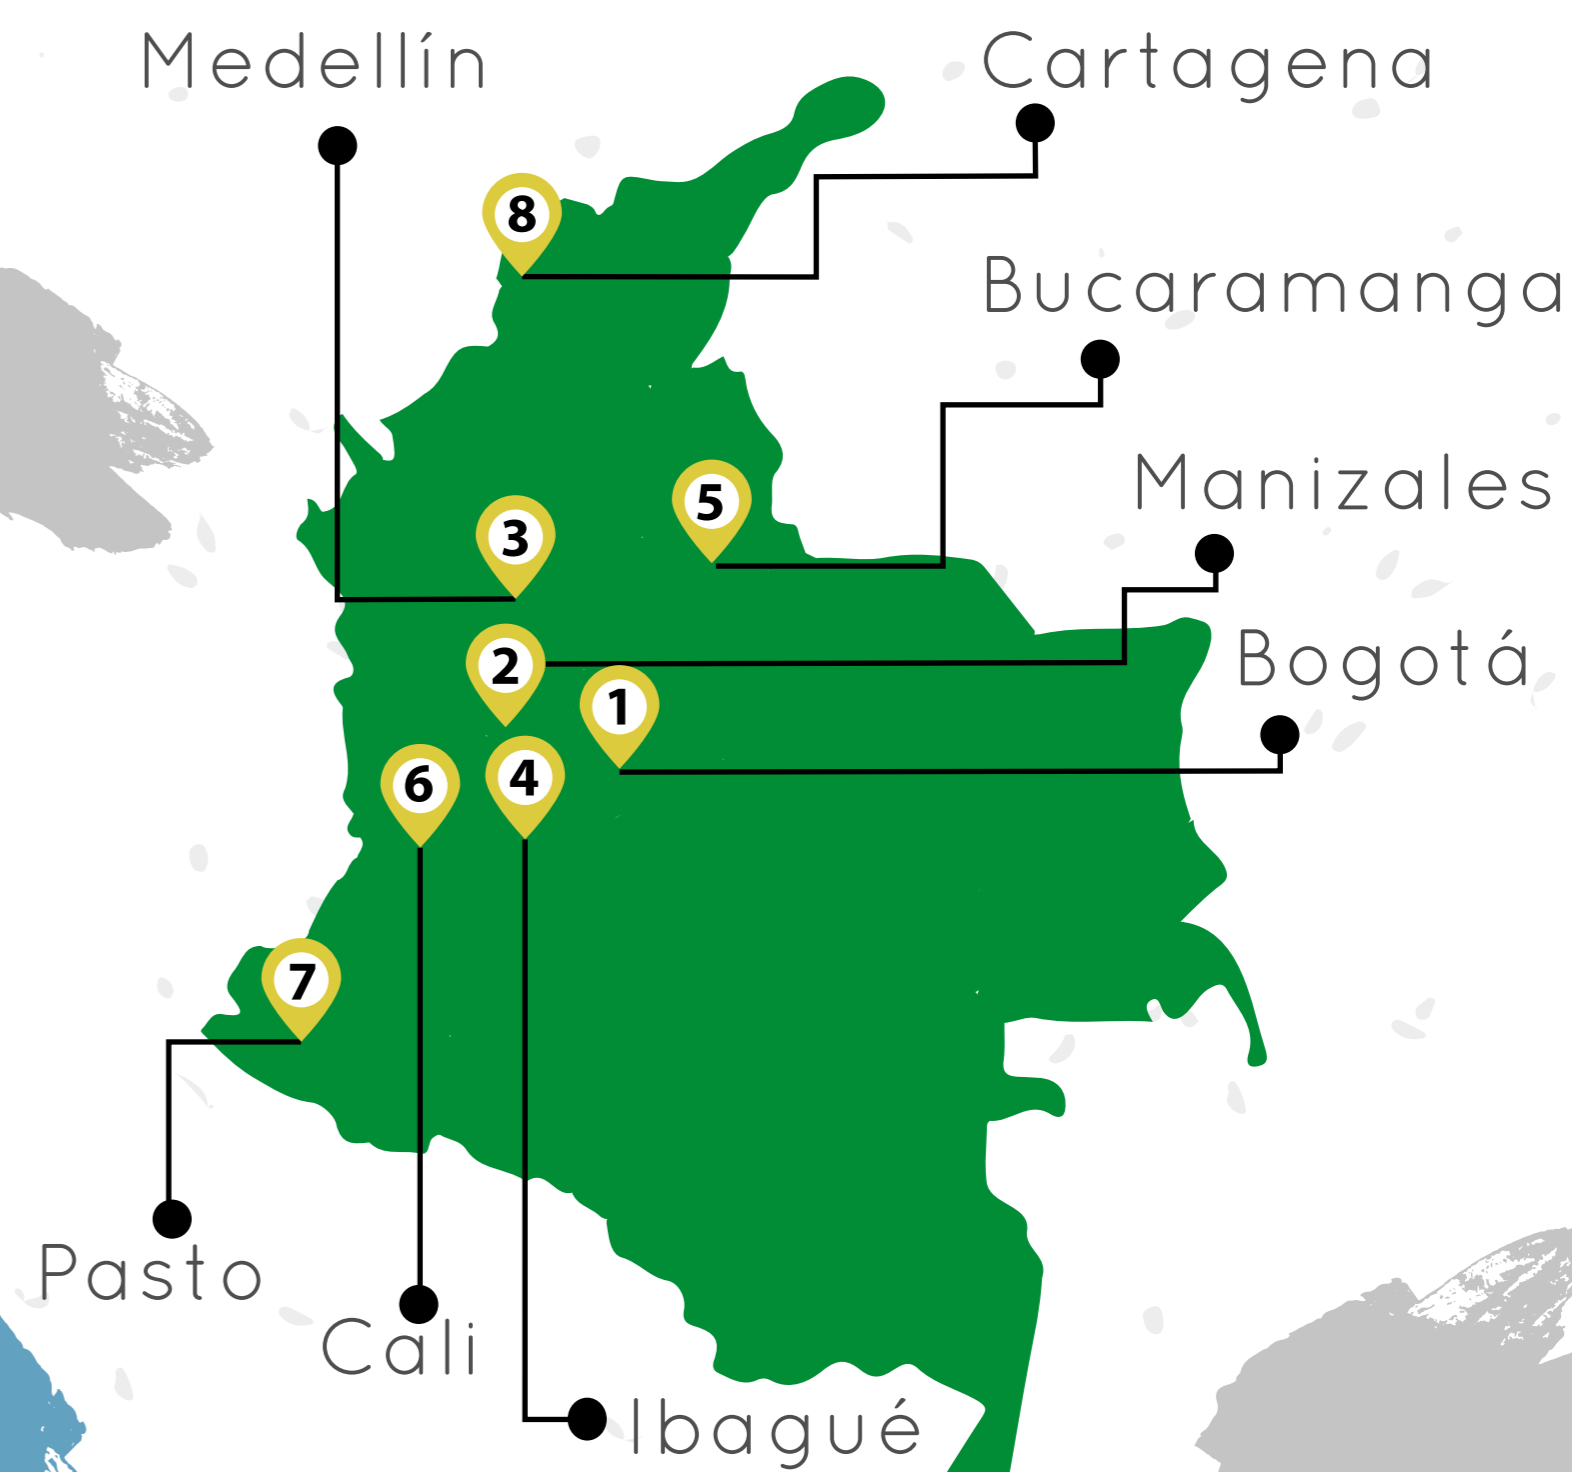 Medellín
Cartagena
8
Bucaramanga
Manizales
5
3
Bogotá
2
1
6
4
7
Pasto
Cali
Ibagué